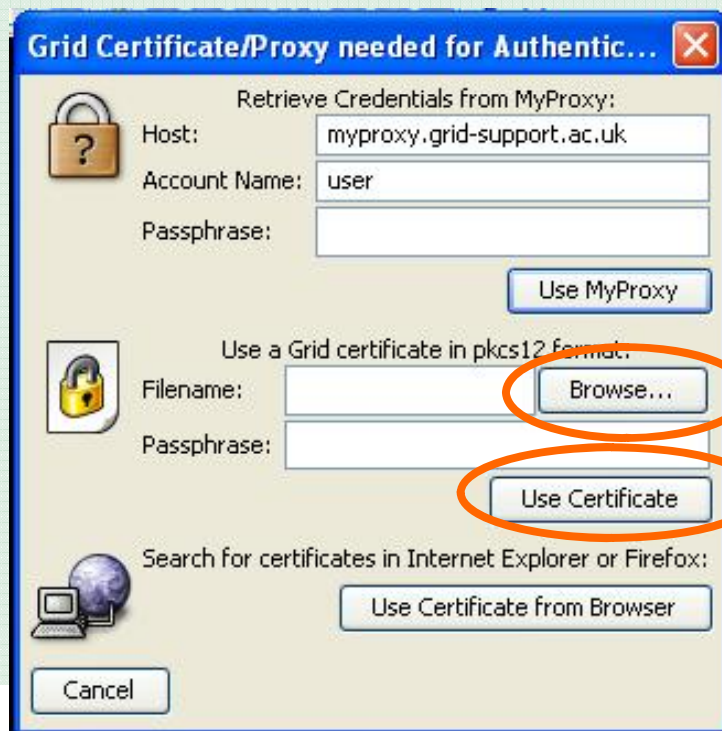 Grid Certificate/Proxy needed for Authentic...
Retrieve Credentials from MyProxy:
Host: myproxy.grid-support.ac.uk
Account Name: user
Passphrase:
Use MyProxy
Use a Grid certificate in pkcs12 format:
Filename: Browse...
Passphrase:
Use Certificate
Search for certificates in Internet Explorer or Firefox:
Use Certificate from Browser
Cancel